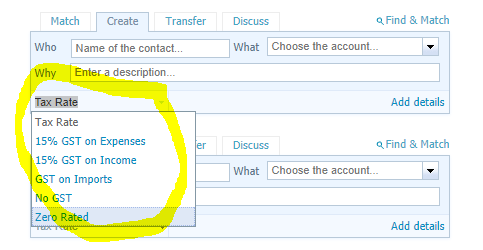 Match Create Transfer Discuss Find & Match
Who Name of the contact... What Choose the account...
Why Enter a description...
Tax Rate Add details
Tax Rate
15% GST on Expenses
15% GST on Income
GST on Imports
No GST
Zero Rated
Discuss Find & Match
What Choose the account...
Tax Rate Add details